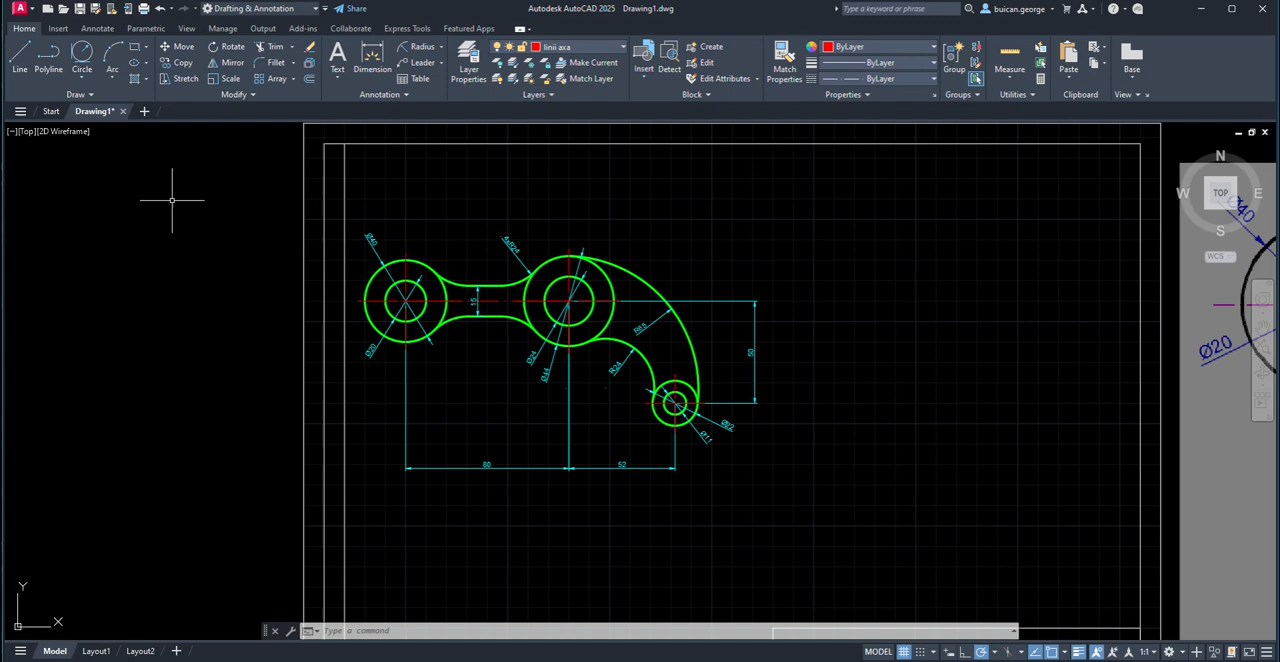 A Drafting & Annotation Share Autodesk AutoCAD 2025 Drawing1.dwg Type a keyword or phrase buican.george
Home Insert Annotate Parametric View Manage Output Add-ins Collaborate Express Tools Featured Apps
Line Polyline Circle Arc
Move Rotate Trim
Copy Mirror Fillet
Stretch Scale Array
Text Dimension
Radius
Leader
Table
Layer Properties
linii axa
Make Current
Match Layer
Insert Detect
Create
Edit
Edit Attributes
Match Properties
ByLayer
ByLayer
ByLayer
Group Measure Paste Base
Draw Modify Annotation Layers Block Properties Groups Utilities Clipboard View
Start Drawing1*
[−][Top][2D Wireframe]
N
W TOP E
S
WCS
Ø40
Ø20
Ø40
4xR24
15
R65
50
Ø20
Ø24
Ø44
R24
Ø22
Ø11
80
52
Y
X
Type a command
Model Layout1 Layout2 MODEL 1:1